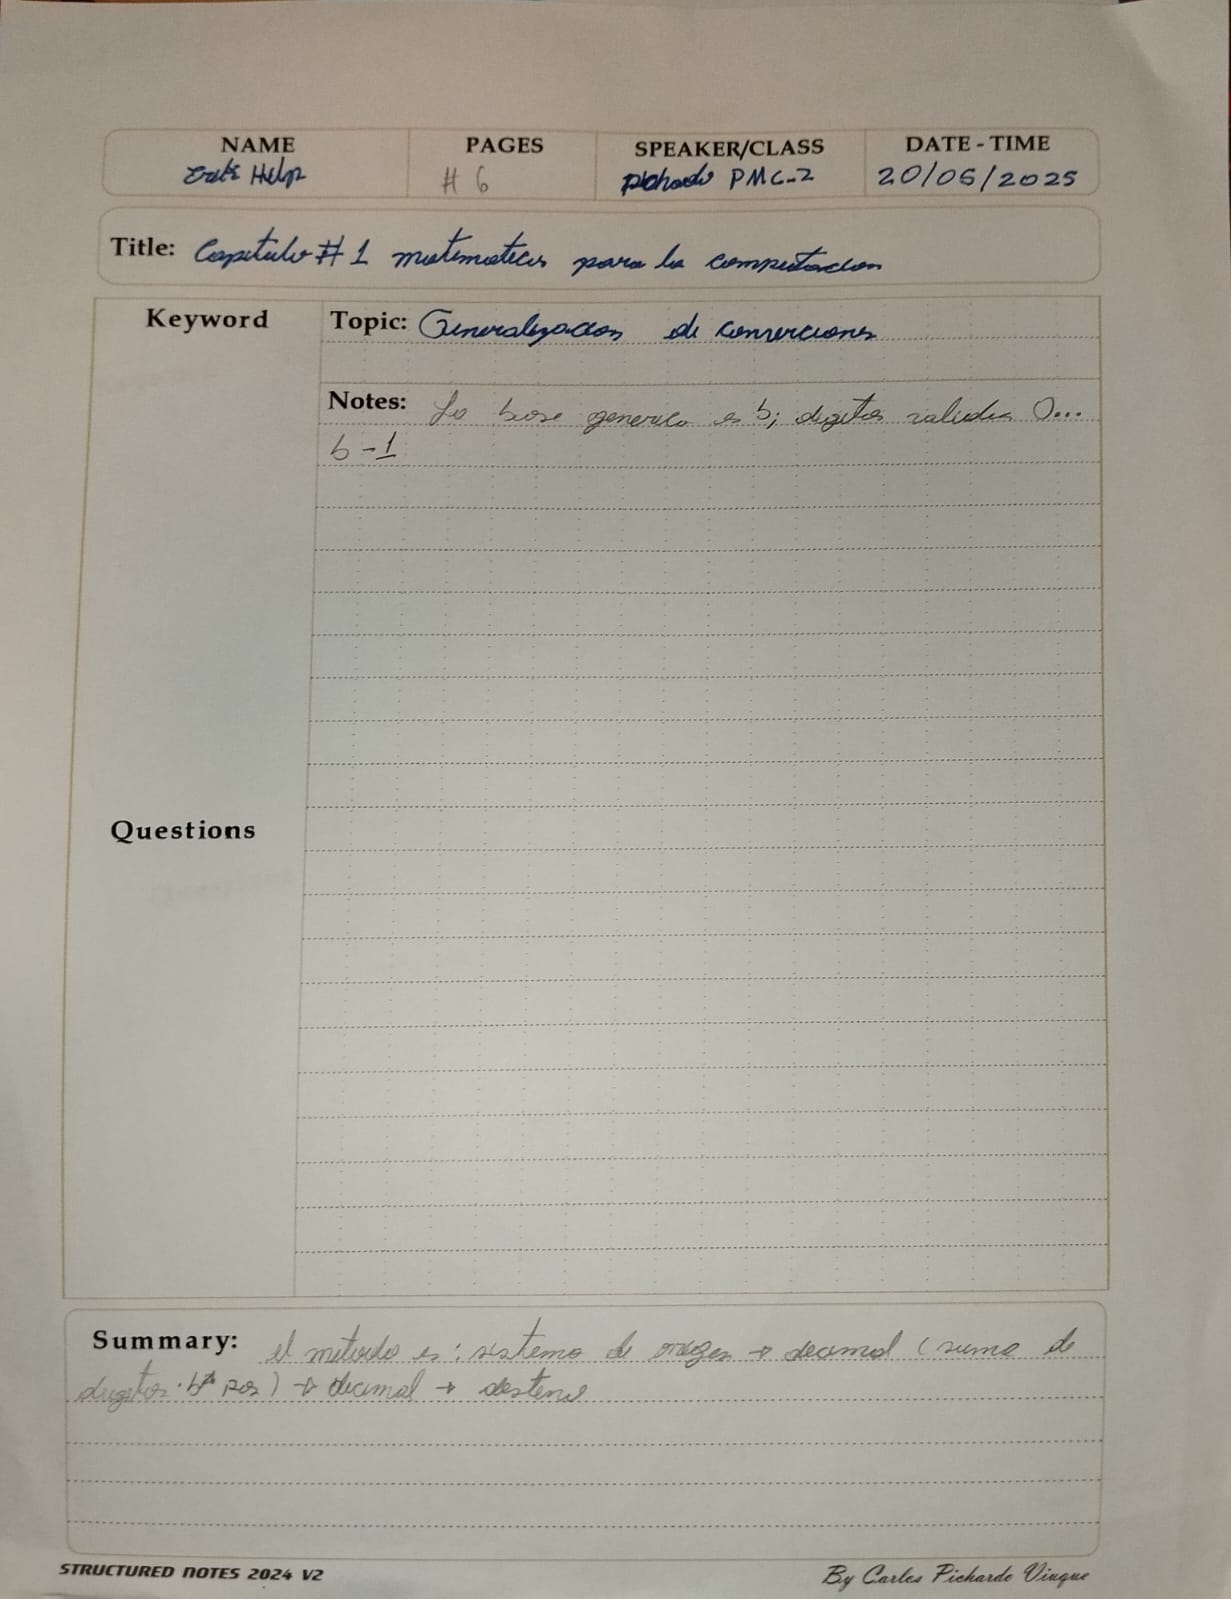 NAME PAGES SPEAKER/CLASS DATE - TIME
Help # 6 pichardo PMC-2 20/06/2025
Title: Capitulo # 1 matematicas para la computacion
Keyword
Topic: Generalizacion de converciones
Notes: La base generica es b; digitos validos 0...
b-1
Questions
Summary: el metodo es: sistema de origen → decimal (suma de
digitos · b^ pos) → decimal → destino
STRUCTURED NOTES 2024 V2
By Carlos Pichardo Viuque